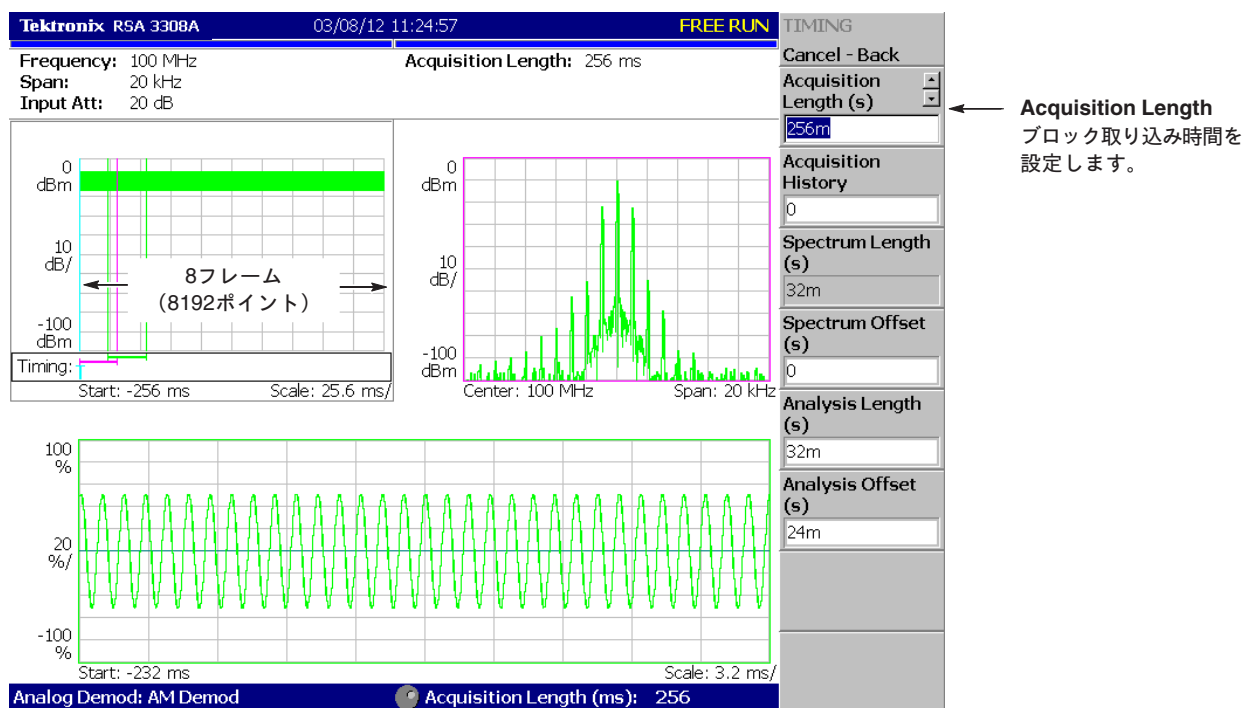 Tektronix RSA 3308A 03/08/12 11:24:57 FREE RUN
Frequency: 100 MHz
Span: 20 kHz
Input Att: 20 dB
Acquisition Length: 256 ms
0
dBm
10
dB/
-100
dBm
8フレーム
（8192ポイント）
Timing:
Start: -256 ms Scale: 25.6 ms/
0
dBm
10
dB/
-100
dBm
Center: 100 MHz Span: 20 kHz
100
%
20
%/
-100
%
Start: -232 ms Scale: 3.2 ms/
Analog Demod: AM Demod Acquisition Length (ms): 256
TIMING
Cancel - Back
Acquisition
Length (s)
256m
Acquisition
History
0
Spectrum Length
(s)
32m
Spectrum Offset
(s)
0
Analysis Length
(s)
32m
Analysis Offset
(s)
24m
Acquisition Length
ブロック取り込み時間を
設定します。